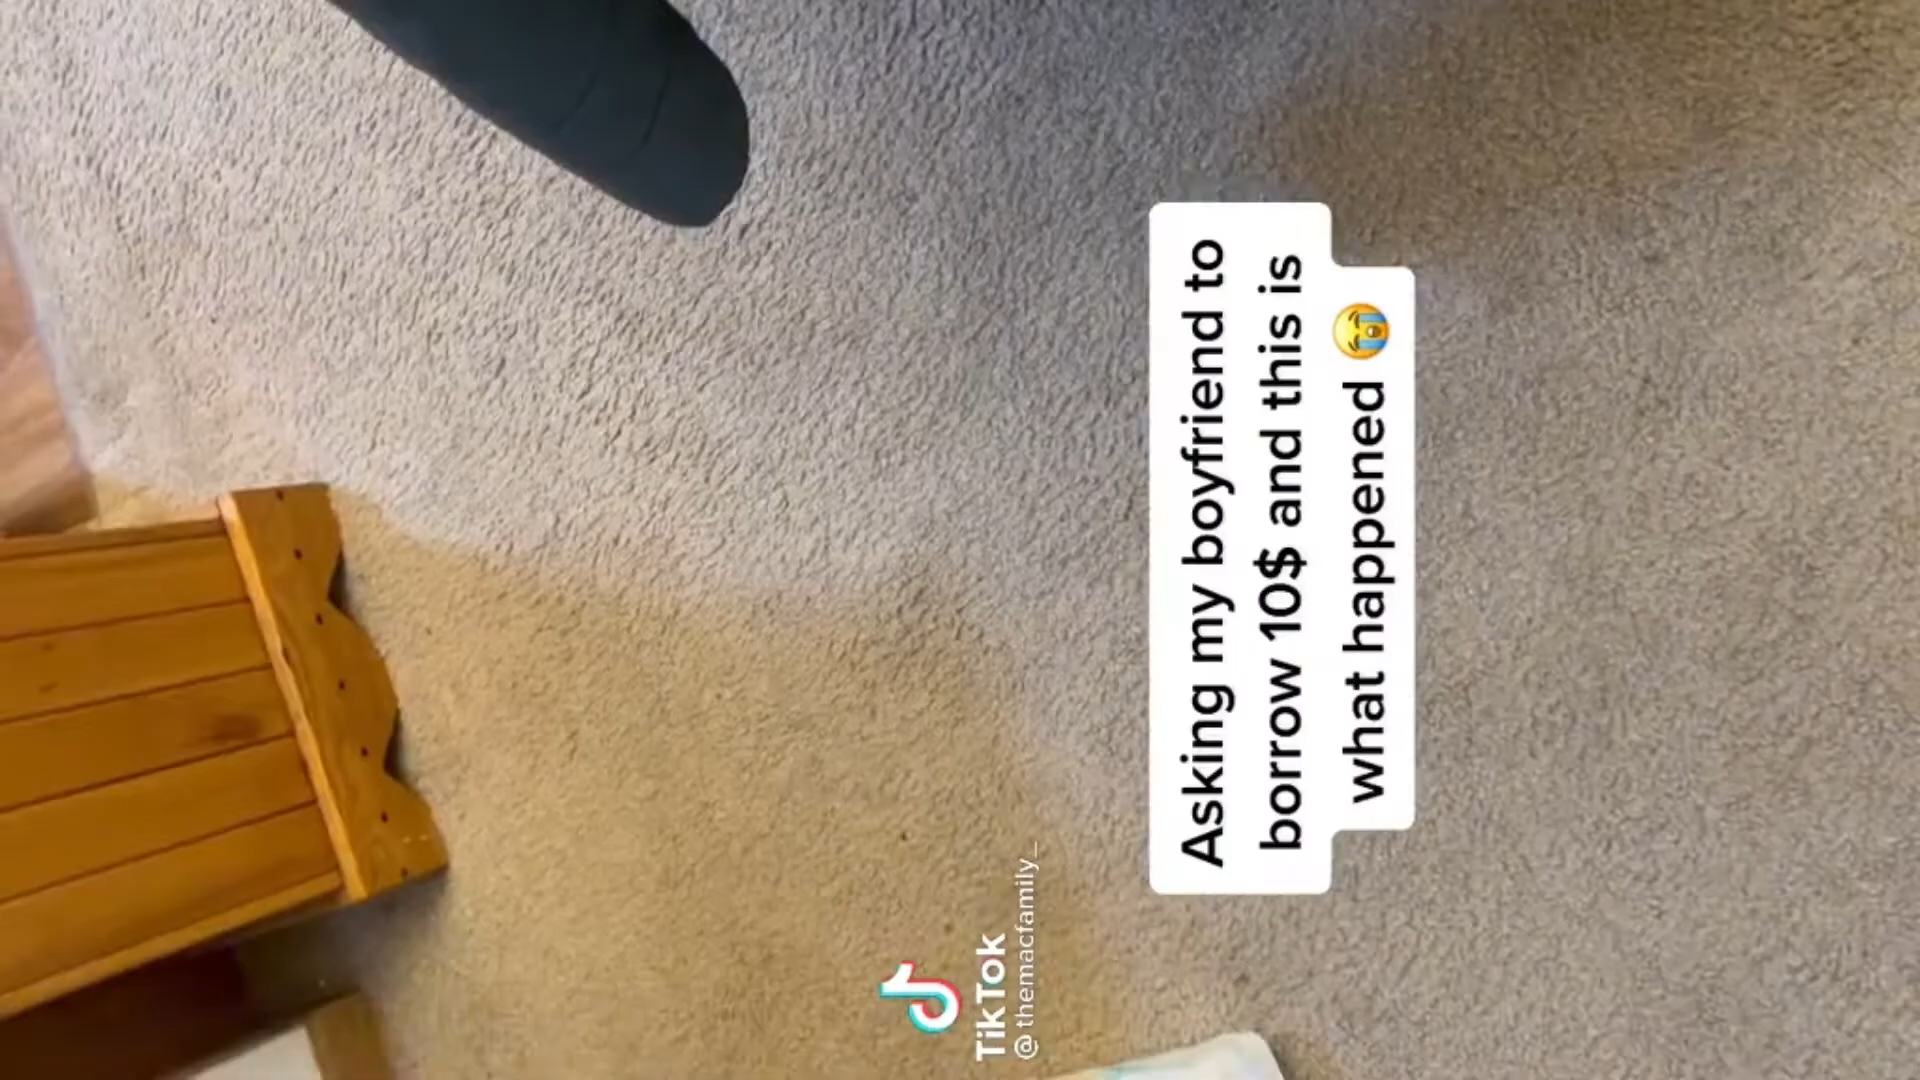 Asking my boyfriend to
borrow 10$ and this is
what happened 😭
TikTok
@themacfamily_